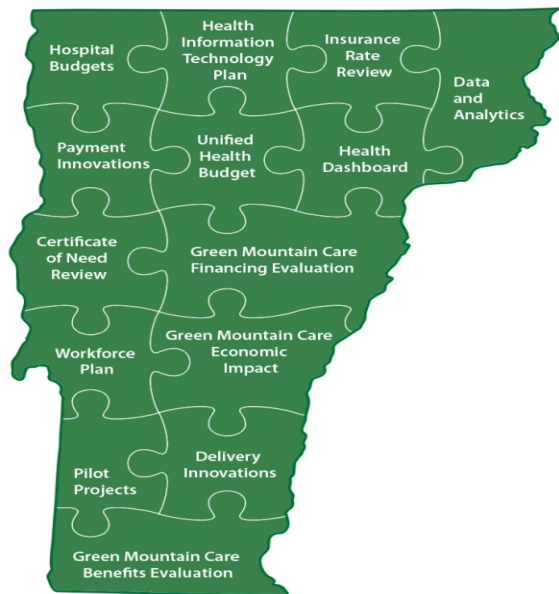 Hospital
Budgets
Health
Information
Technology
Plan
Insurance
Rate
Review
Data
and
Analytics
Payment
Innovations
Unified
Health
Budget
Health
Dashboard
Certificate
of Need
Review
Green Mountain Care
Financing Evaluation
Workforce
Plan
Green Mountain Care
Economic
Impact
Pilot
Projects
Delivery
Innovations
Green Mountain Care
Benefits Evaluation